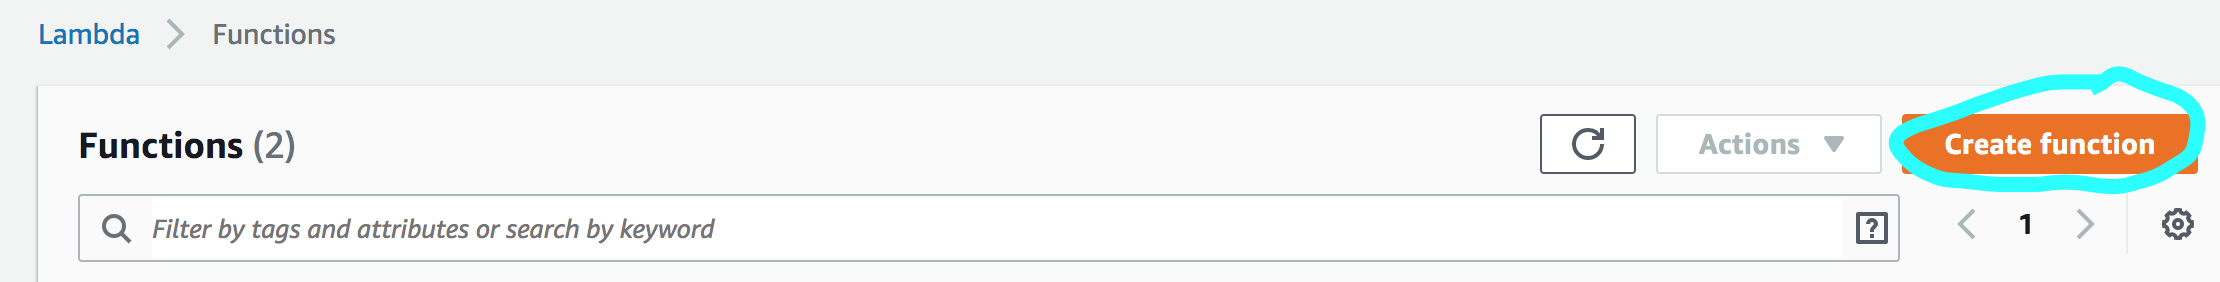 Lambda > Functions
Functions (2)
Actions
Create function
Filter by tags and attributes or search by keyword
?
< 1 >